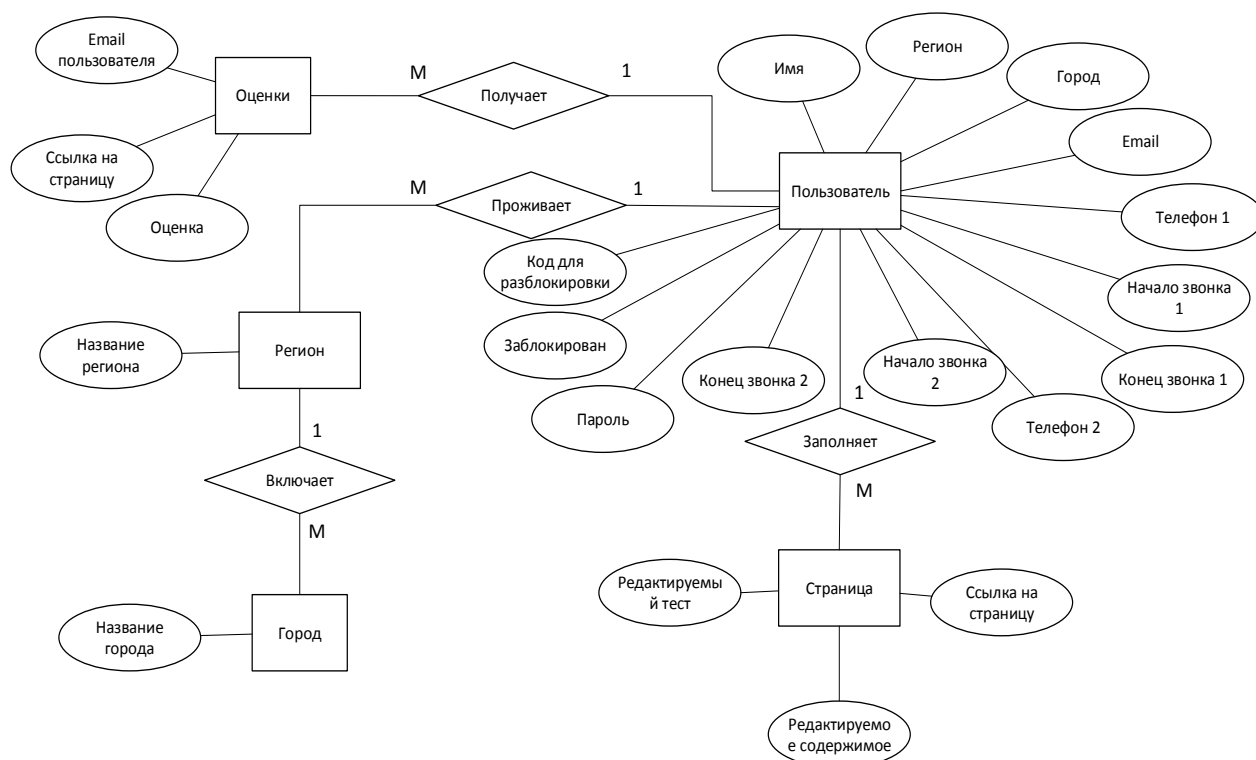 Email
пользователя
Оценки
М
Получает
1
Имя
Регион
Город
Ссылка на
страницу
Email
Оценка
М
Проживает
1
Пользователь
Телефон 1
Код для
разблокировки
Начало звонка
1
Название
региона
Регион
Заблокирован
Конец звонка 2
Начало звонка
2
Конец звонка 1
Пароль
1
Телефон 2
1
Заполняет
Включает
М
М
Редактируемы
й тест
Страница
Ссылка на
страницу
Название
города
Город
Редактируемо
е содержимое